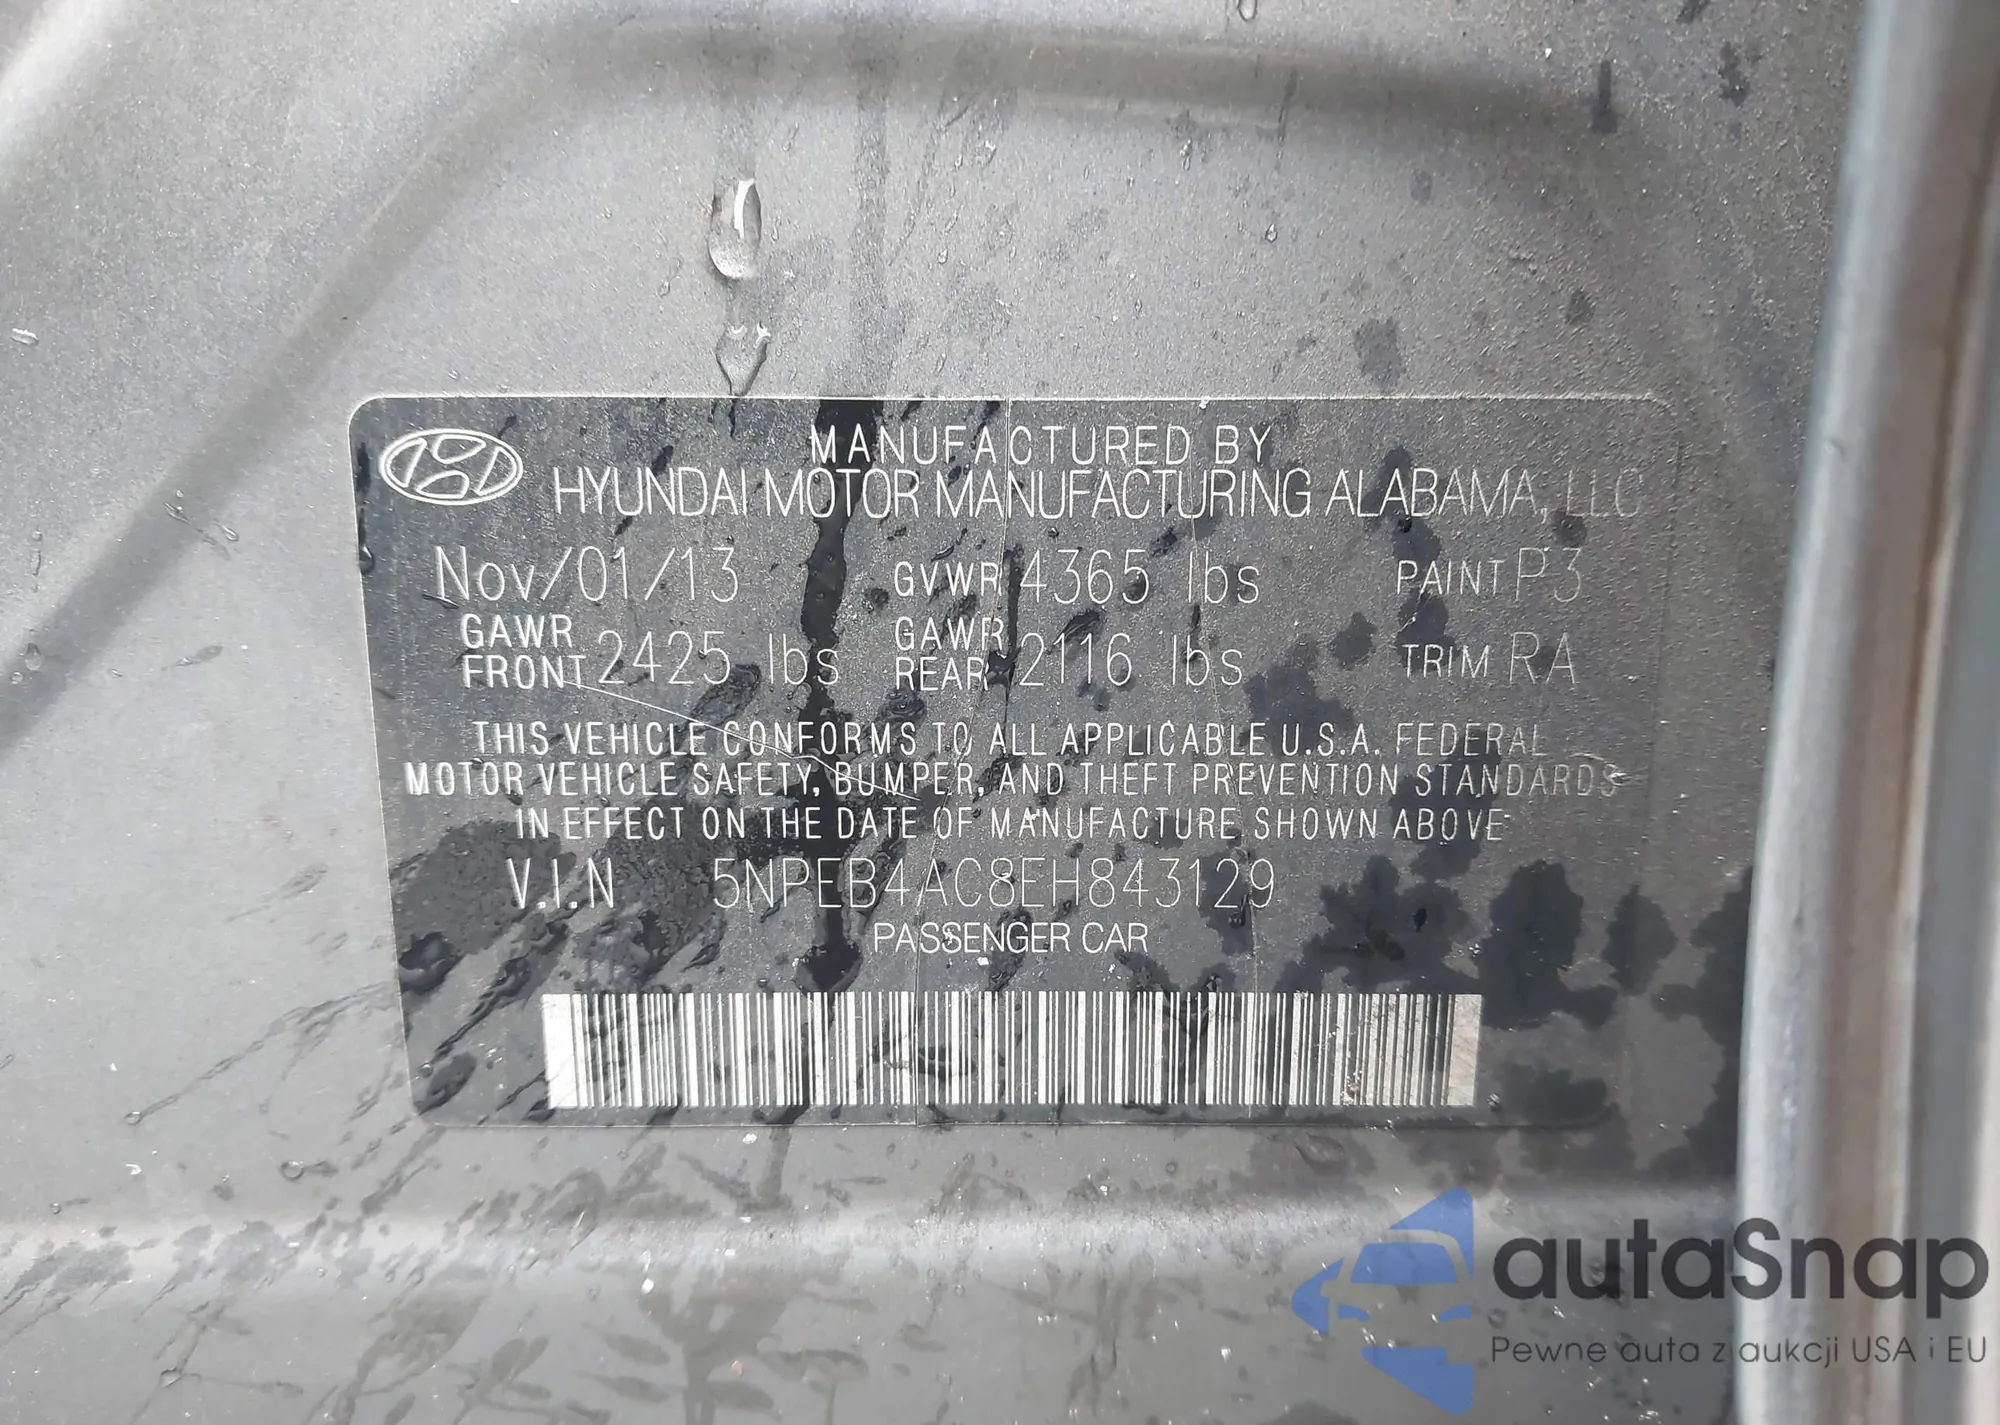 MANUFACTURED BY
HYUNDAI MOTOR MANUFACTURING ALABAMA, LLC
Nov/01/13 GVWR 4365 lbs PAINT P3
GAWR FRONT 2425 lbs GAWR REAR 2116 lbs TRIM RA
THIS VEHICLE CONFORMS TO ALL APPLICABLE U.S.A. FEDERAL
MOTOR VEHICLE SAFETY, BUMPER, AND THEFT PREVENTION STANDARDS
IN EFFECT ON THE DATE OF MANUFACTURE SHOWN ABOVE
V.I.N 5NPEB4AC8EH843129
PASSENGER CAR
autaSnap
Pewne auta z aukcji USA i EU